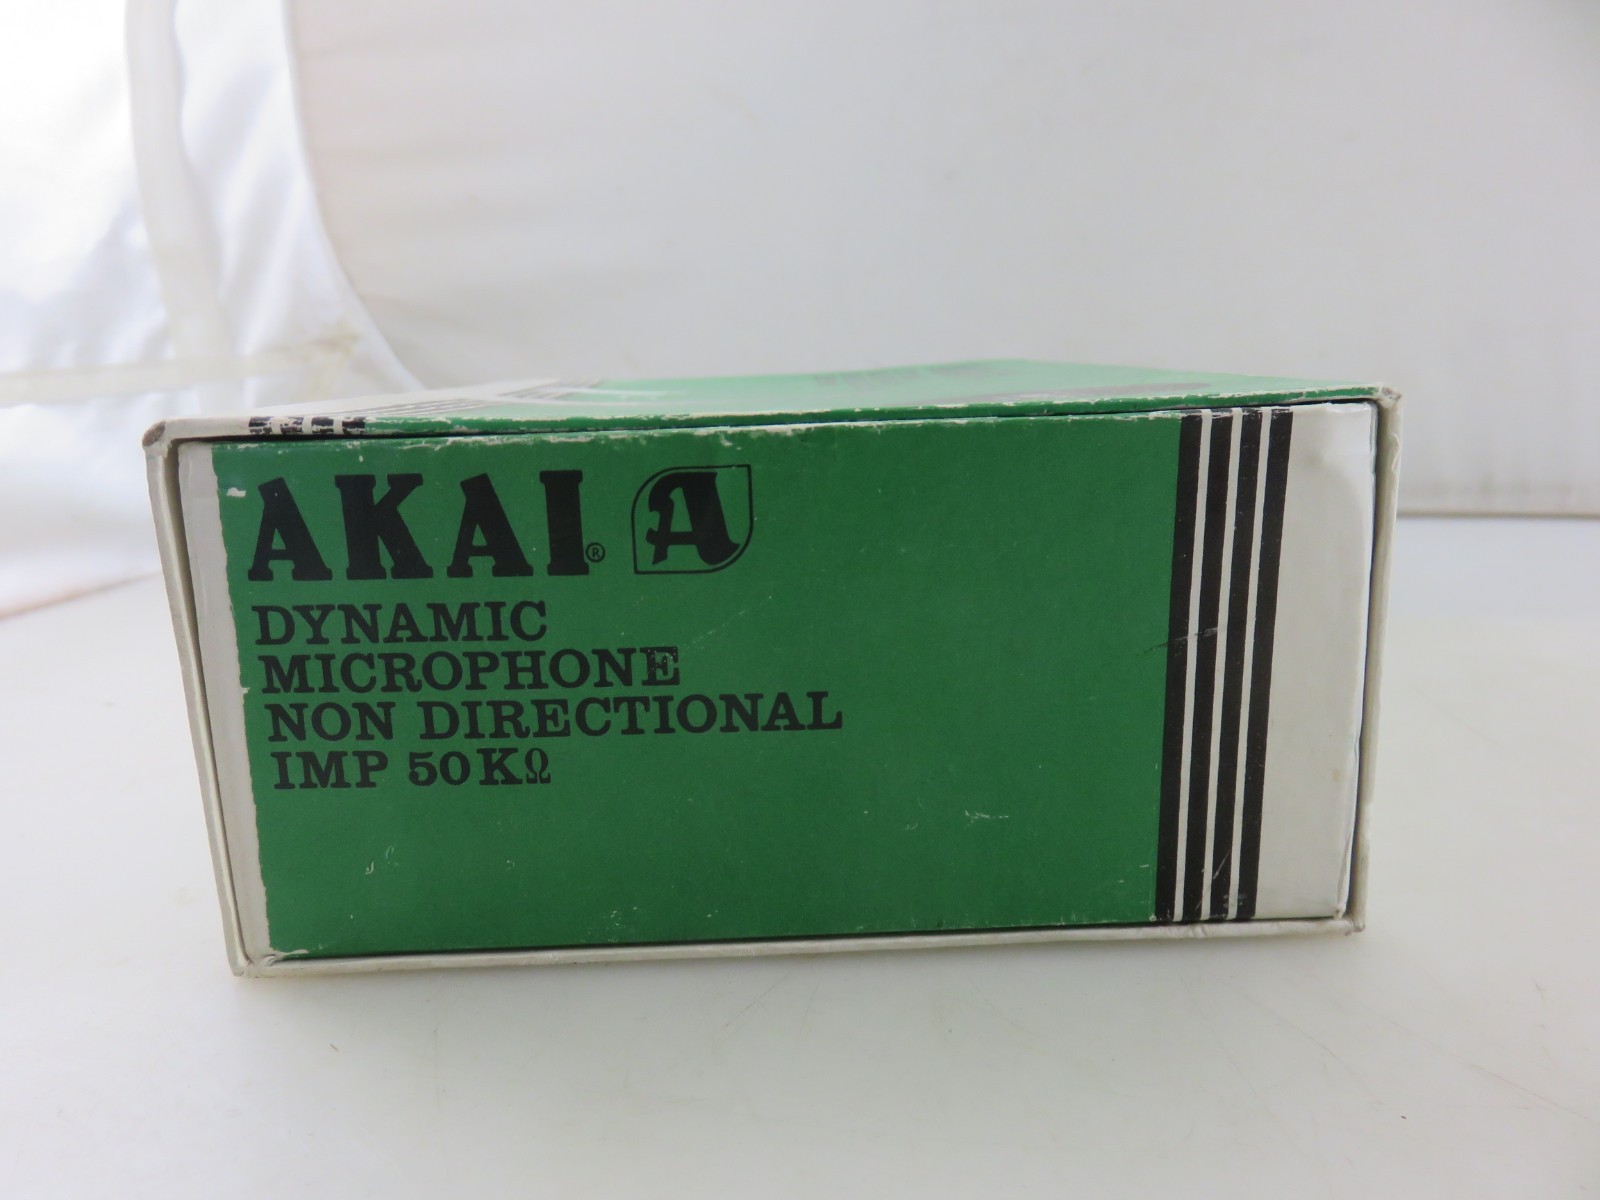 AKAI® A
DYNAMIC
MICROPHONE
NON DIRECTIONAL
IMP 50KΩ